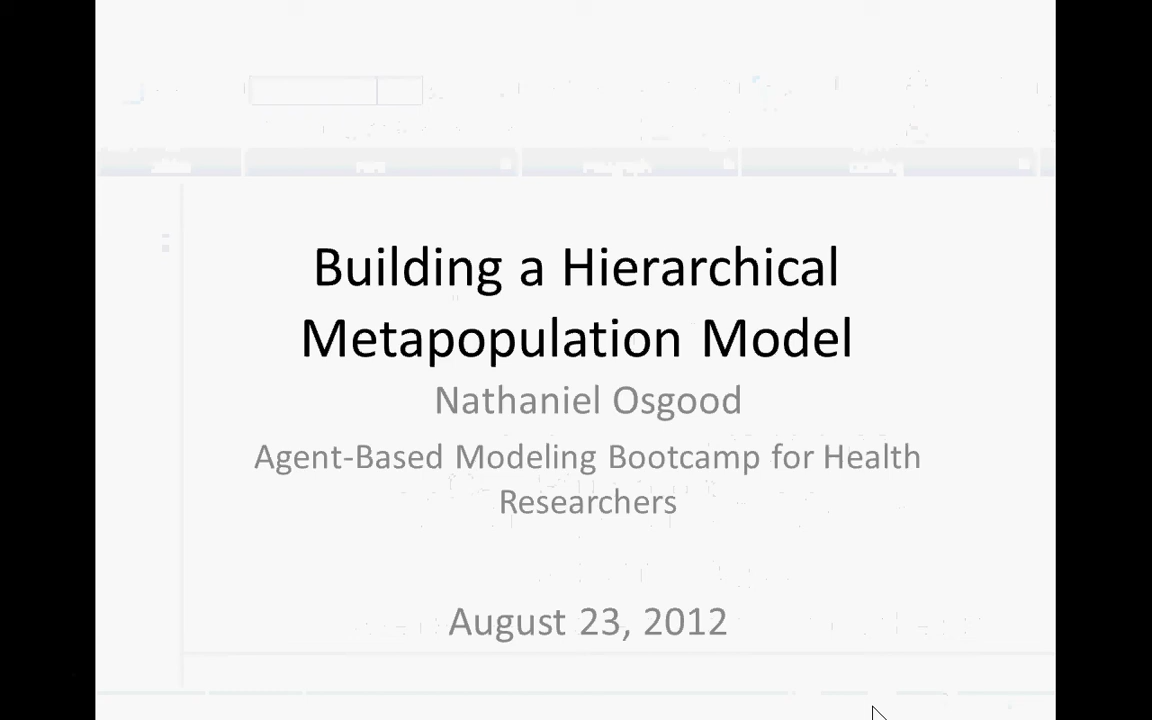 Building a Hierarchical
Metapopulation Model
Nathaniel Osgood
Agent-Based Modeling Bootcamp for Health
Researchers
August 23, 2012